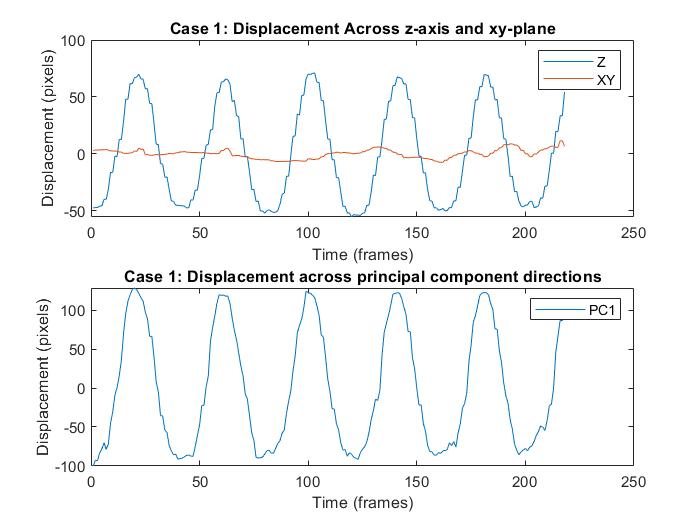 Case 1: Displacement Across z-axis and xy-plane
100
50
0
-50
Displacement (pixels)
Z
XY
0 50 100 150 200 250
Time (frames)
Case 1: Displacement across principal component directions
100
50
0
-50
-100
Displacement (pixels)
PC1
0 50 100 150 200 250
Time (frames)